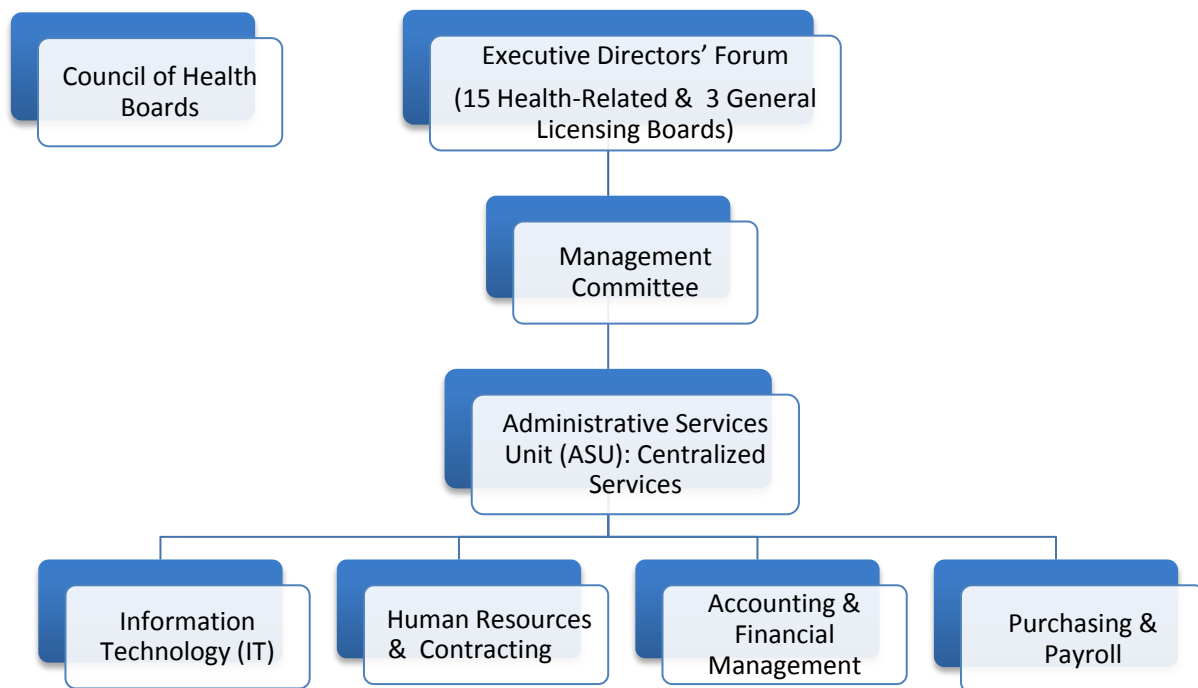 Council of Health
Boards
Executive Directors’ Forum
(15 Health-Related & 3 General
Licensing Boards)
Management
Committee
Administrative Services
Unit (ASU): Centralized
Services
Information
Technology (IT)
Human Resources
& Contracting
Accounting &
Financial
Management
Purchasing &
Payroll